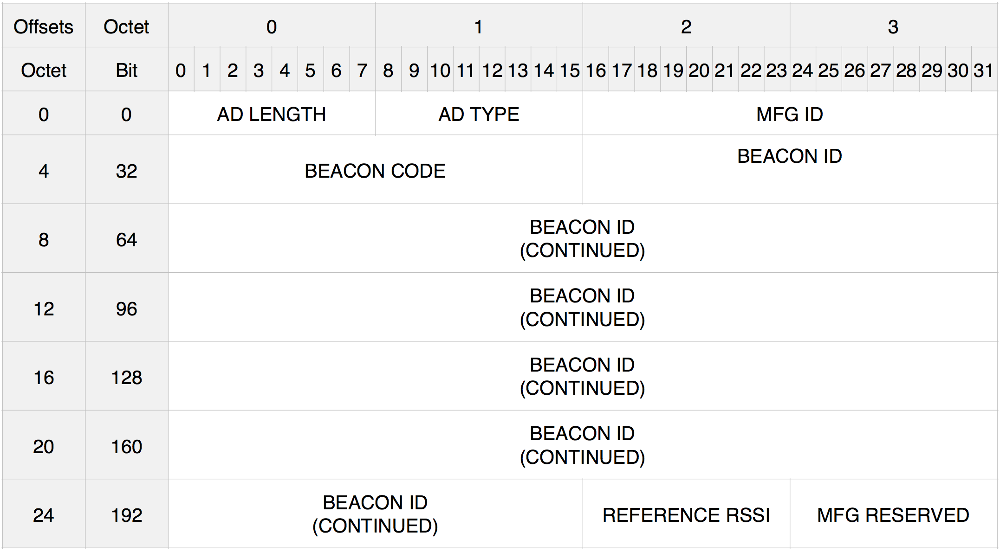 Offsets Octet 0 1 2 3
Octet Bit 0 1 2 3 4 5 6 7 8 9 10 11 12 13 14 15 16 17 18 19 20 21 22 23 24 25 26 27 28 29 30 31
0 0 AD LENGTH AD TYPE MFG ID
4 32 BEACON CODE BEACON ID
8 64 BEACON ID
(CONTINUED)
12 96 BEACON ID
(CONTINUED)
16 128 BEACON ID
(CONTINUED)
20 160 BEACON ID
(CONTINUED)
24 192 BEACON ID
(CONTINUED) REFERENCE RSSI MFG RESERVED